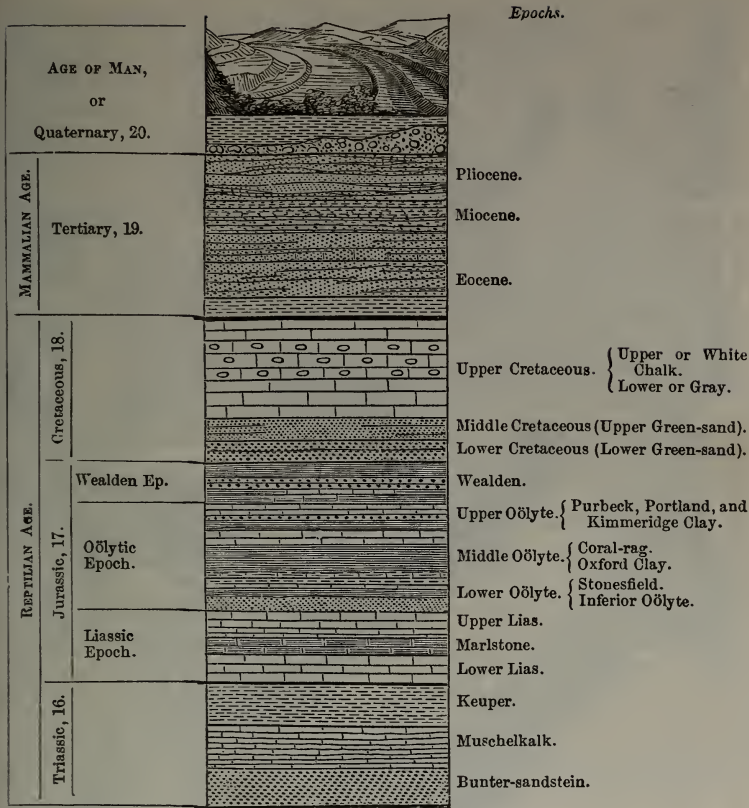 Epochs.
AGE OF MAN,
or
Quaternary, 20.
MAMMALIAN AGE.
Tertiary, 19.
Pliocene.
Miocene.
Eocene.
REPTILIAN AGE.
Cretaceous, 18.
Upper Cretaceous. { Upper or White
Chalk.
Lower or Gray.
Middle Cretaceous (Upper Green-sand).
Lower Cretaceous (Lower Green-sand).
Jurassic, 17.
Wealden Ep.
Wealden.
Oölytic
Epoch.
Upper Oölyte. { Purbeck, Portland, and
Kimmeridge Clay.
Middle Oölyte. { Coral-rag.
Oxford Clay.
Lower Oölyte. { Stonesfield.
Inferior Oölyte.
Liassic
Epoch.
Upper Lias.
Marlstone.
Lower Lias.
Triassic, 16.
Keuper.
Muschelkalk.
Bunter-sandstein.